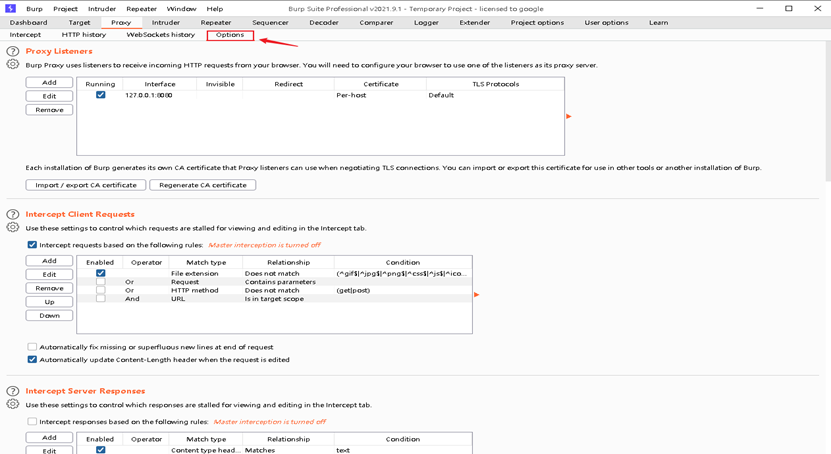 Burp Project Intruder Repeater Window Help Burp Suite Professional v2021.9.1 - Temporary Project - licensed to google
Dashboard Target Proxy Intruder Repeater Sequencer Decoder Comparer Logger Extender Project options User options Learn
Intercept HTTP history WebSockets history Options
Proxy Listeners
Burp Proxy uses listeners to receive incoming HTTP requests from your browser. You will need to configure your browser to use one of the listeners as its proxy server.
Add Running Interface Invisible Redirect Certificate TLS Protocols
Edit 127.0.0.1:8080 Per-host Default
Remove
Each installation of Burp generates its own CA certificate that Proxy listeners can use when negotiating TLS connections. You can import or export this certificate for use in other tools or another installation of Burp.
Import / export CA certificate Regenerate CA certificate
Intercept Client Requests
Use these settings to control which requests are stalled for viewing and editing in the Intercept tab.
Intercept requests based on the following rules: Master interception is turned off
Add Enabled Operator Match type Relationship Condition
Edit File extension Does not match (^gif$|^jpg$|^png$|^css$|^js$|^ico...
Or Request Contains parameters
Remove Or HTTP method Does not match (get|post)
Up And URL Is in target scope
Down
Automatically fix missing or superfluous new lines at end of request
Automatically update Content-Length header when the request is edited
Intercept Server Responses
Use these settings to control which responses are stalled for viewing and editing in the Intercept tab.
Intercept responses based on the following rules: Master interception is turned off
Add Enabled Operator Match type Relationship Condition
Edit Content type head... Matches text